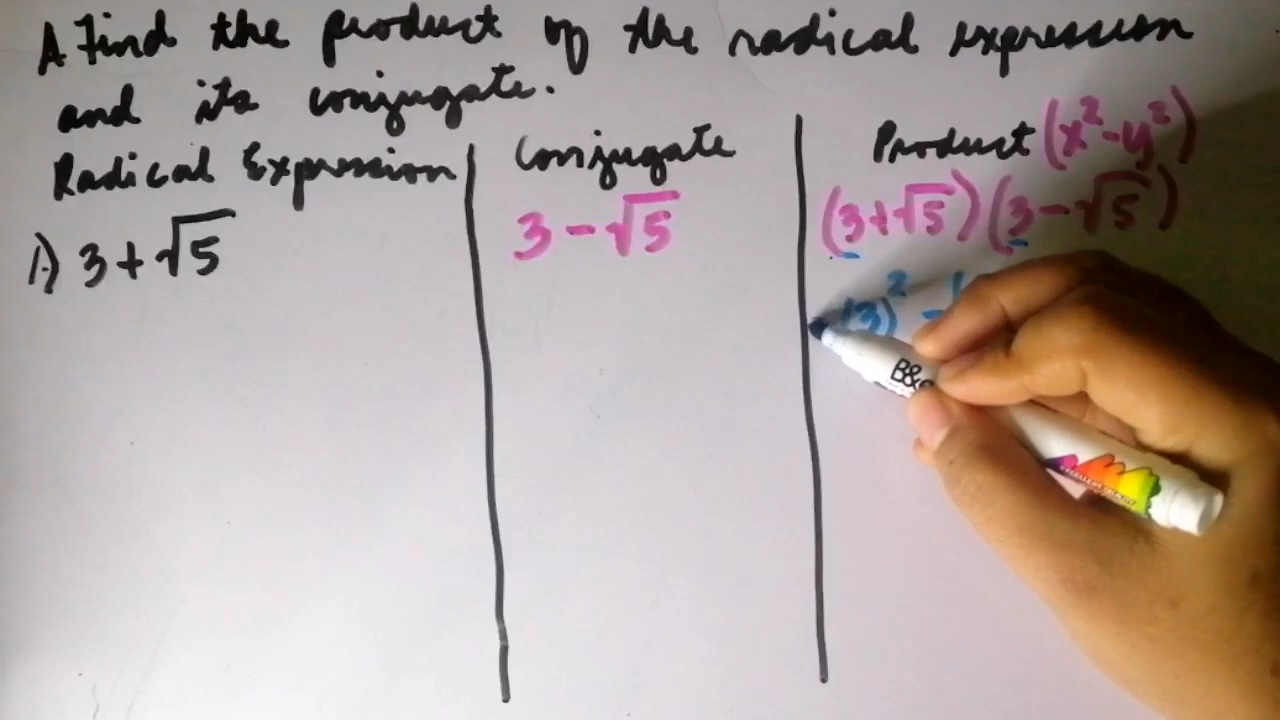 A. Find the product of the radical expression
and its conjugate.
Radical Expression
Conjugate
Product (x²-y²)
1.) 3+√5
3-√5
(3+√5)(3-√5)
(3)² - (
B&